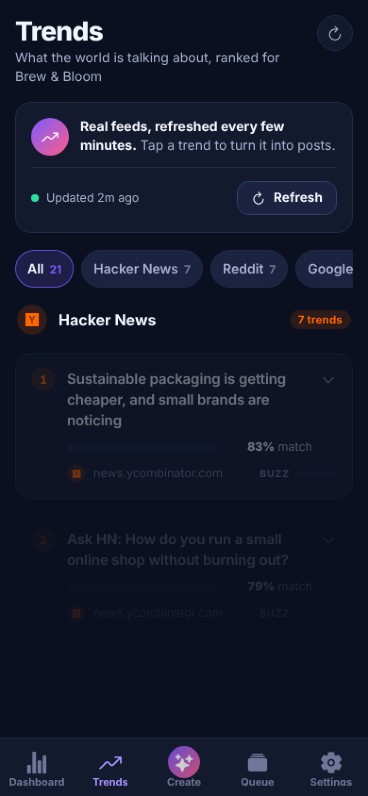 Trends
What the world is talking about, ranked for
Brew & Bloom
Real feeds, refreshed every few
minutes. Tap a trend to turn it into posts.
Updated 2m ago
Refresh
All 21
Hacker News 7
Reddit 7
Google
Y
Hacker News
7 trends
1
Sustainable packaging is getting
cheaper, and small brands are
noticing
83% match
Y
news.ycombinator.com
BUZZ
2
Ask HN: How do you run a small
online shop without burning out?
79% match
news.ycombinator.com
BUZZ
Dashboard
Trends
Create
Queue
Settings